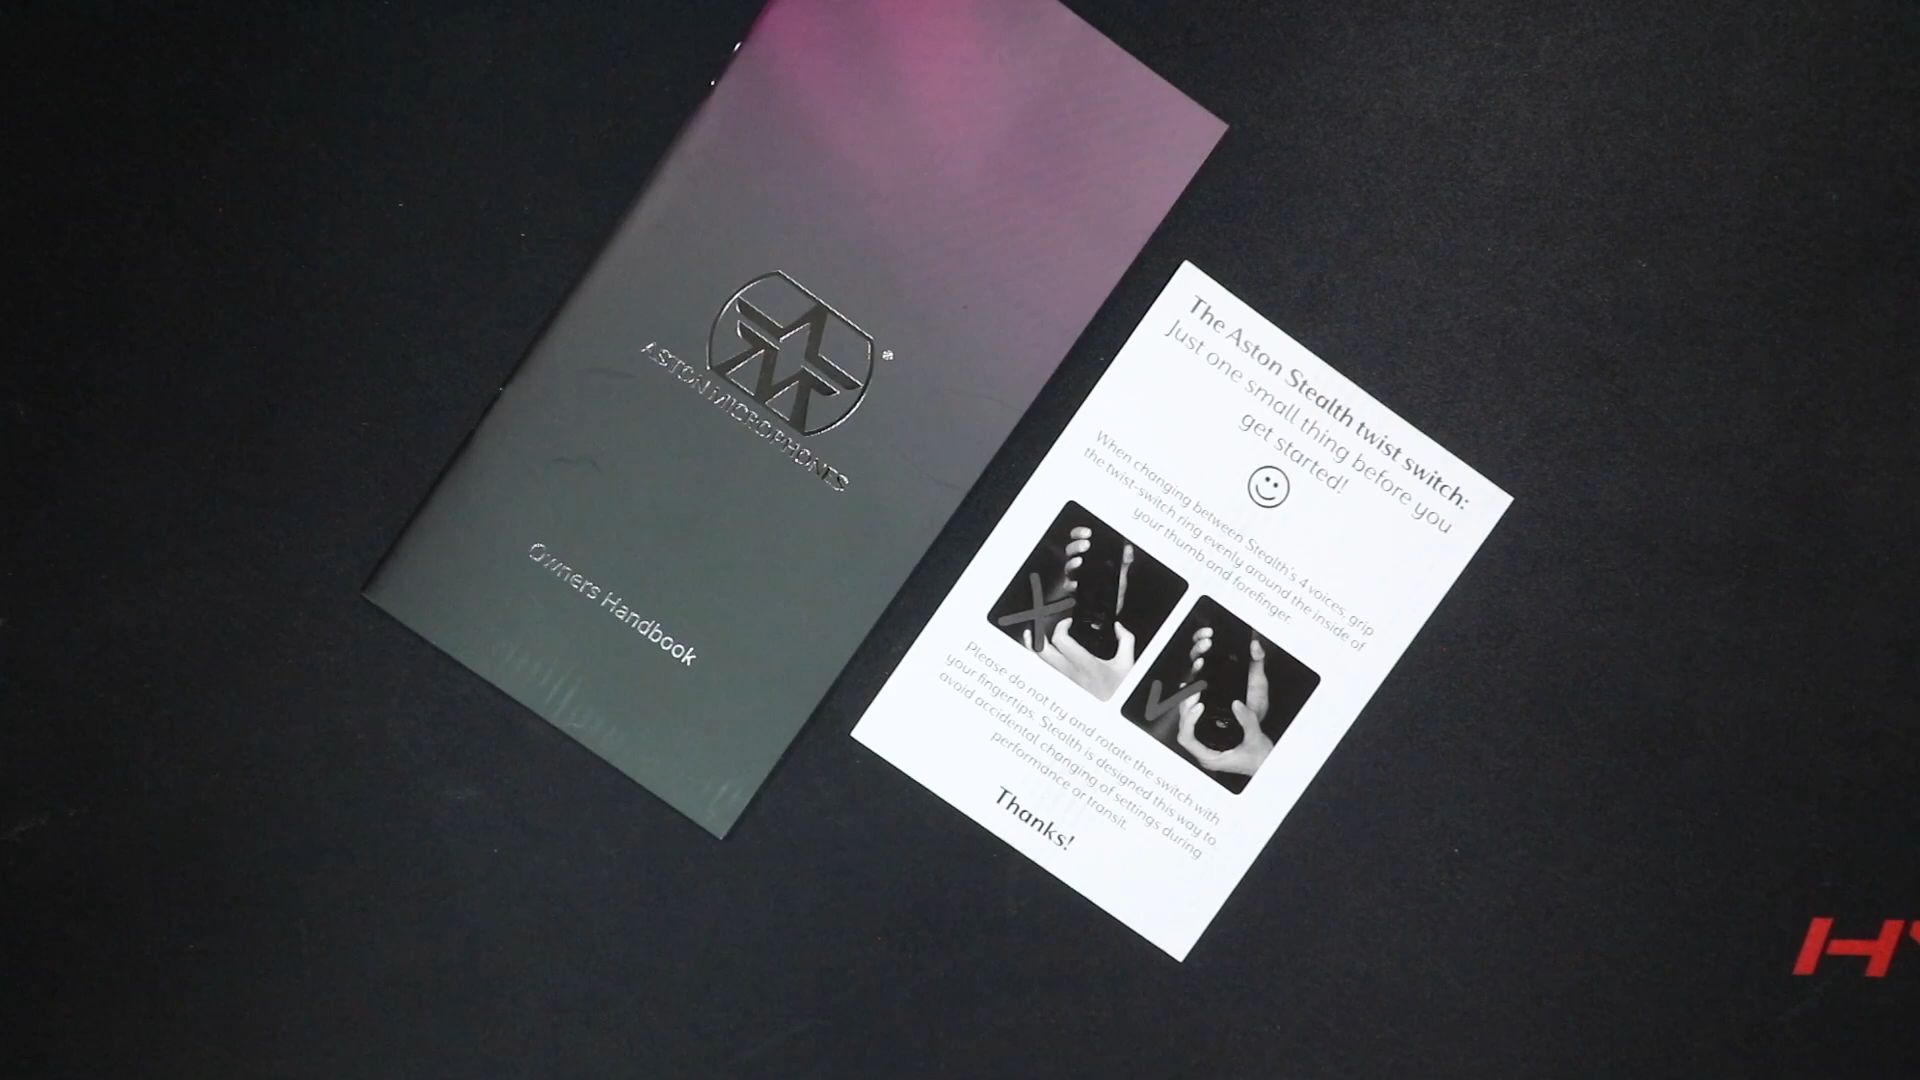 ASTON MICROPHONES
Owners Handbook
The Aston Stealth twist switch:
Just one small thing before you
get started!
When changing between Stealth's 4 voices, grip
the twist-switch ring evenly around the inside of
your thumb and forefinger.
Please do not try and rotate the switch with
your fingertips. Stealth is designed this way to
avoid accidental changing of settings during
performance or transit.
Thanks!
HY